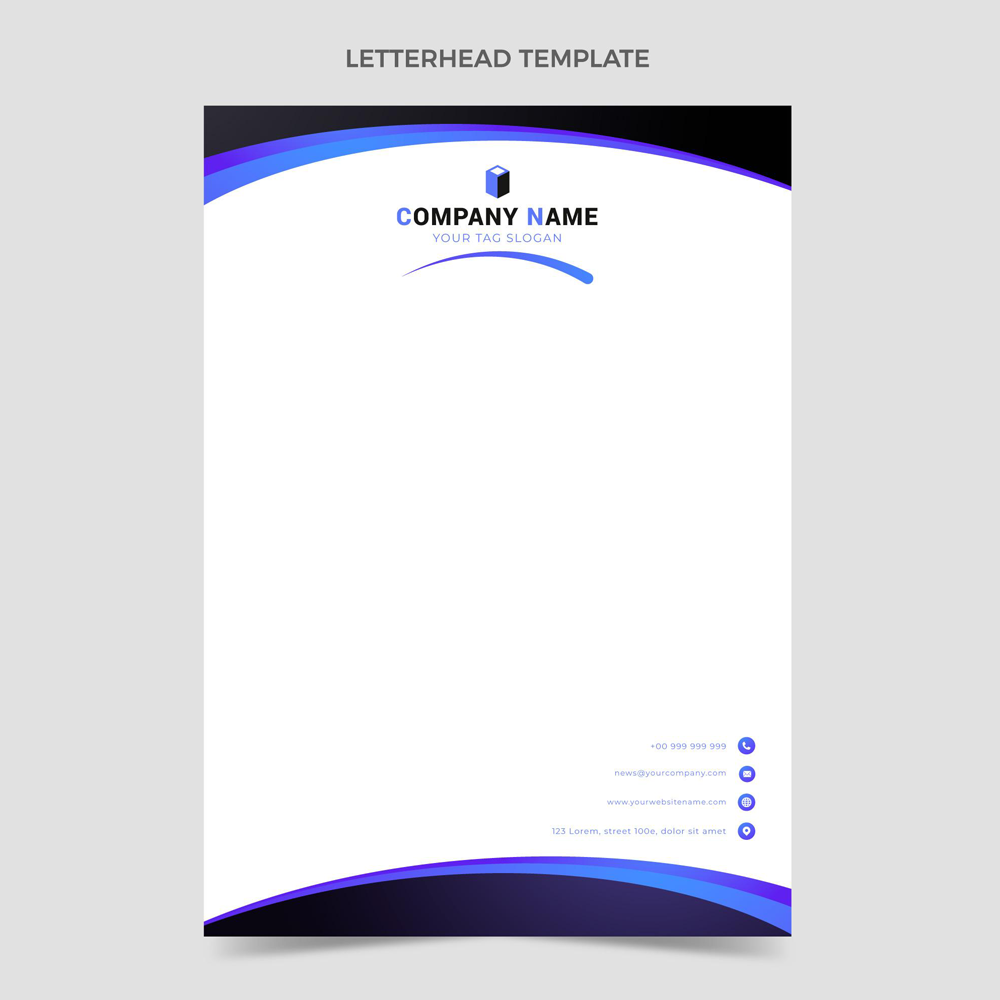 LETTERHEAD TEMPLATE
COMPANY NAME
YOUR TAG SLOGAN
+00 999 999 999
news@yourcompany.com
www.yourwebsitename.com
123 Lorem, street 100e, dolor sit amet